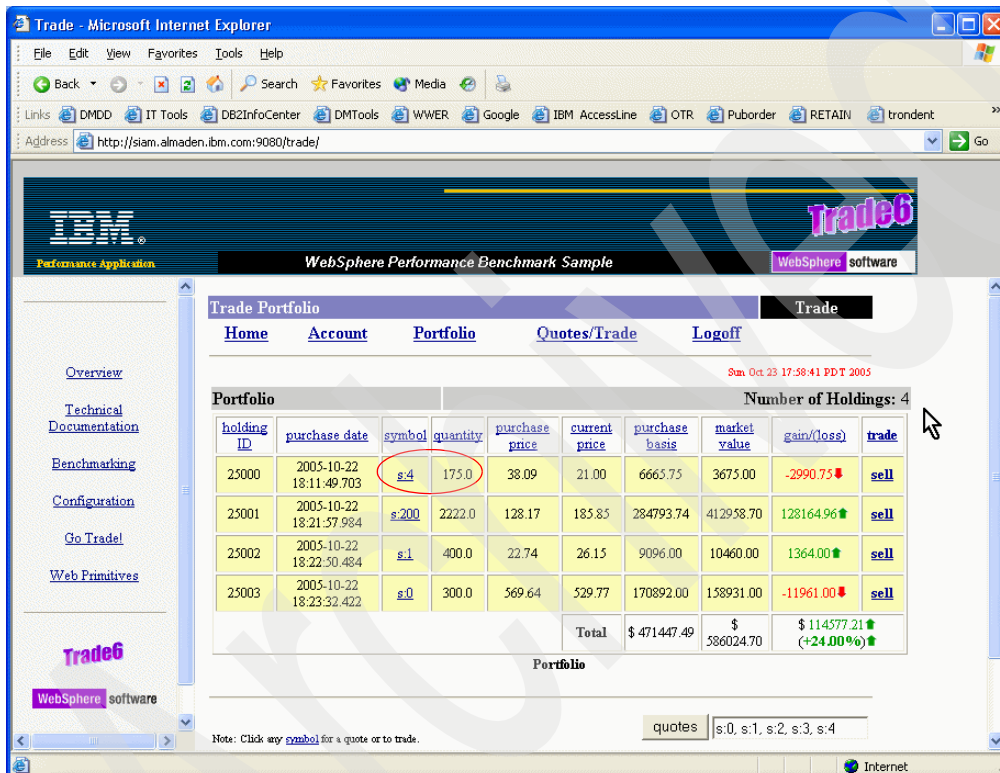 Trade - Microsoft Internet Explorer
File Edit View Favorites Tools Help
Back Search Favorites Media
Links DMDD IT Tools DB2InfoCenter DMTools WWER Google IBM AccessLine OTR Puborder RETAIN trondent
Address http://siam.almaden.ibm.com:9080/trade/ Go
IBM®
Trade6
Performance Application
WebSphere Performance Benchmark Sample
WebSphere software
Trade Portfolio Trade
Home Account Portfolio Quotes/Trade Logoff
Sun Oct 23 17:58:41 PDT 2005
Overview
Technical Documentation
Benchmarking
Configuration
Go Trade!
Web Primitives
Trade6
WebSphere software
Portfolio Number of Holdings: 4
holding ID purchase date symbol quantity purchase price current price purchase basis market value gain/(loss) trade
25000 2005-10-22 18:11:49.703 s:4 175.0 38.09 21.00 6665.75 3675.00 -2990.75 sell
25001 2005-10-22 18:21:57.984 s:200 2222.0 128.17 185.85 284793.74 412958.70 128164.96 sell
25002 2005-10-22 18:22:50.484 s:1 400.0 22.74 26.15 9096.00 10460.00 1364.00 sell
25003 2005-10-22 18:23:32.422 s:0 300.0 569.64 529.77 170892.00 158931.00 -11961.00 sell
Total $ 471447.49 $ 586024.70 $ 114577.21 (+24.00%)
Portfolio
Note: Click any symbol for a quote or to trade.
quotes s:0, s:1, s:2, s:3, s:4
Internet